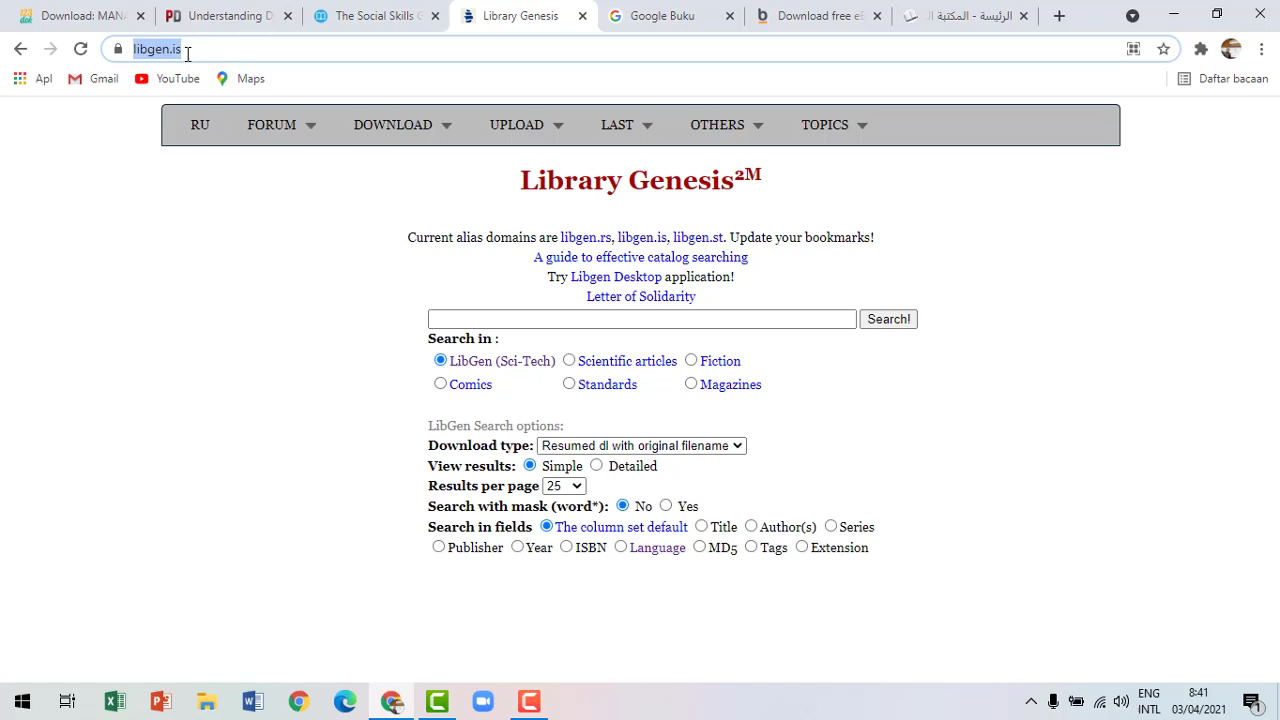 Download: MANA
Understanding D
The Social Skills G
Library Genesis
Google Buku
Download free eB
الرئيسة - المكتبة ال
libgen.is
Apl Gmail YouTube Maps Daftar bacaan
RU FORUM DOWNLOAD UPLOAD LAST OTHERS TOPICS
Library Genesis2M
Current alias domains are libgen.rs, libgen.is, libgen.st. Update your bookmarks!
A guide to effective catalog searching
Try Libgen Desktop application!
Letter of Solidarity
Search!
Search in :
LibGen (Sci-Tech) Scientific articles Fiction
Comics Standards Magazines
LibGen Search options:
Download type: Resumed dl with original filename
View results: Simple Detailed
Results per page 25
Search with mask (word*): No Yes
Search in fields The column set default Title Author(s) Series
Publisher Year ISBN Language MD5 Tags Extension
ENG 8:41
INTL 03/04/2021